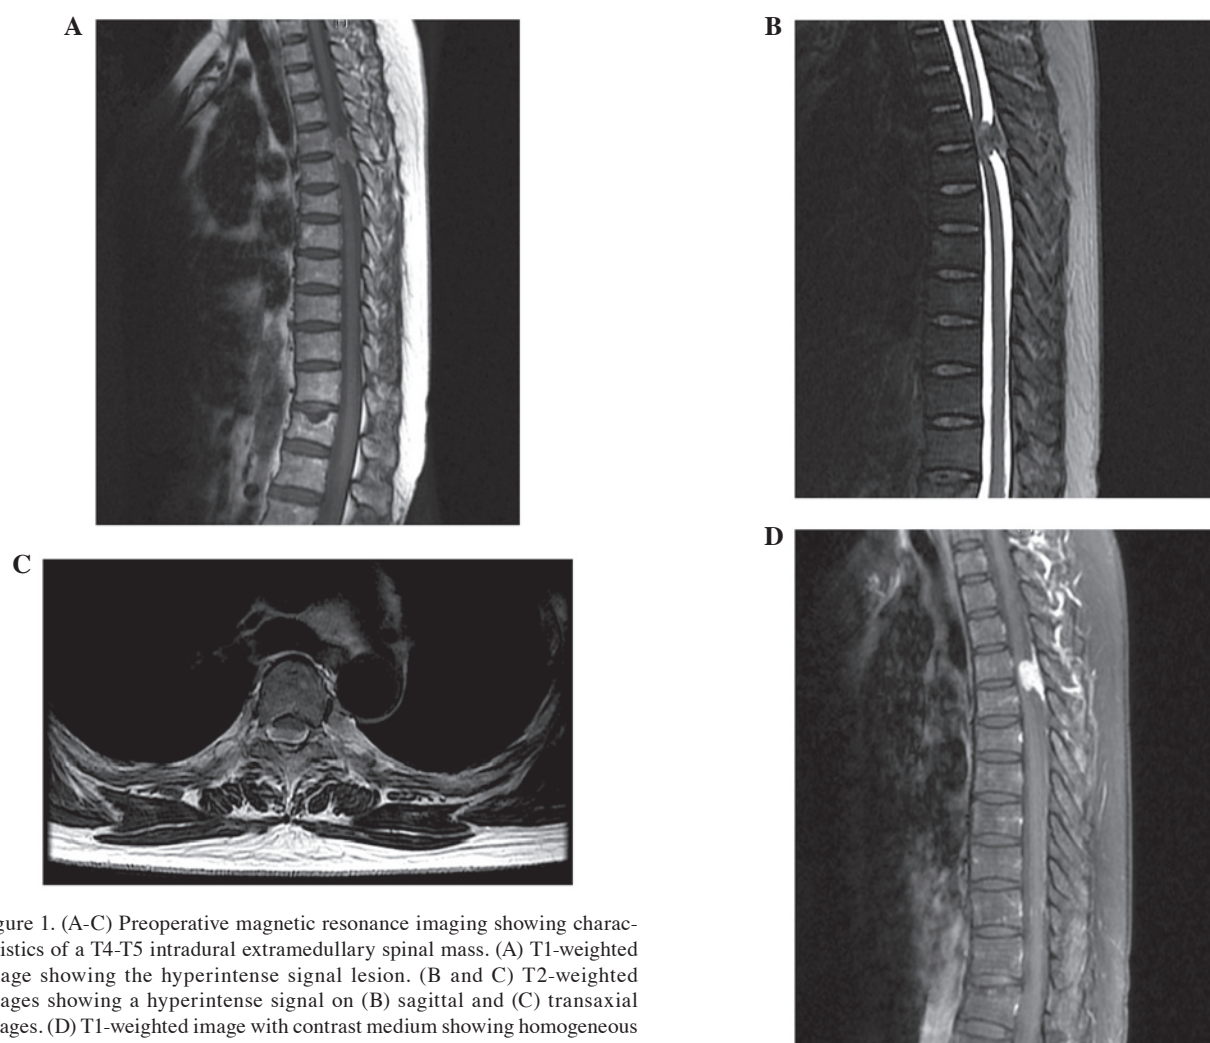 A
B
C
D
gure 1. (A-C) Preoperative magnetic resonance imaging showing charac-
istics of a T4-T5 intradural extramedullary spinal mass. (A) T1-weighted
age showing the hyperintense signal lesion. (B and C) T2-weighted
ages showing a hyperintense signal on (B) sagittal and (C) transaxial
ages. (D) T1-weighted image with contrast medium showing homogeneous